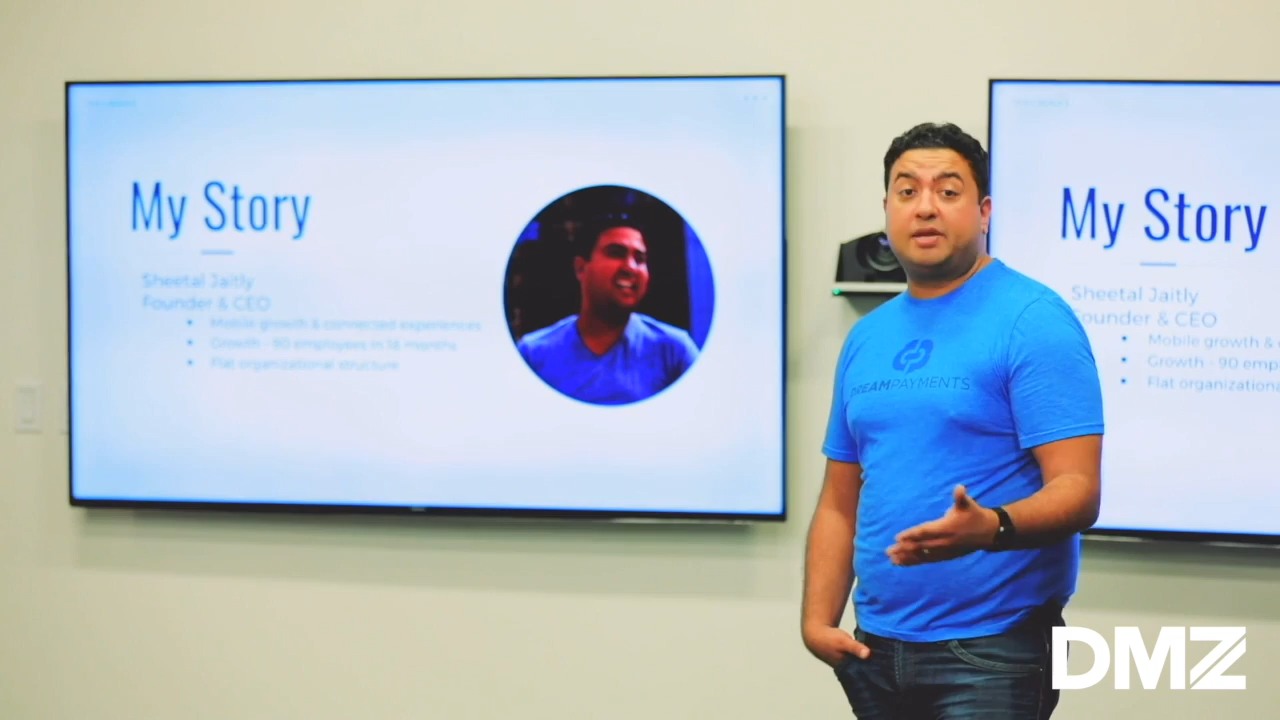 My Story
Sheetal Jaitly
Founder & CEO
Mobile growth & connected experiences
Growth - 90 employees in 18 months
Flat organizational structure
My Story
Sheetal Jaitly
Founder & CEO
Mobile growth &
Growth - 90 emp
Flat organizationa
DREAMPAYMENTS
DMZ